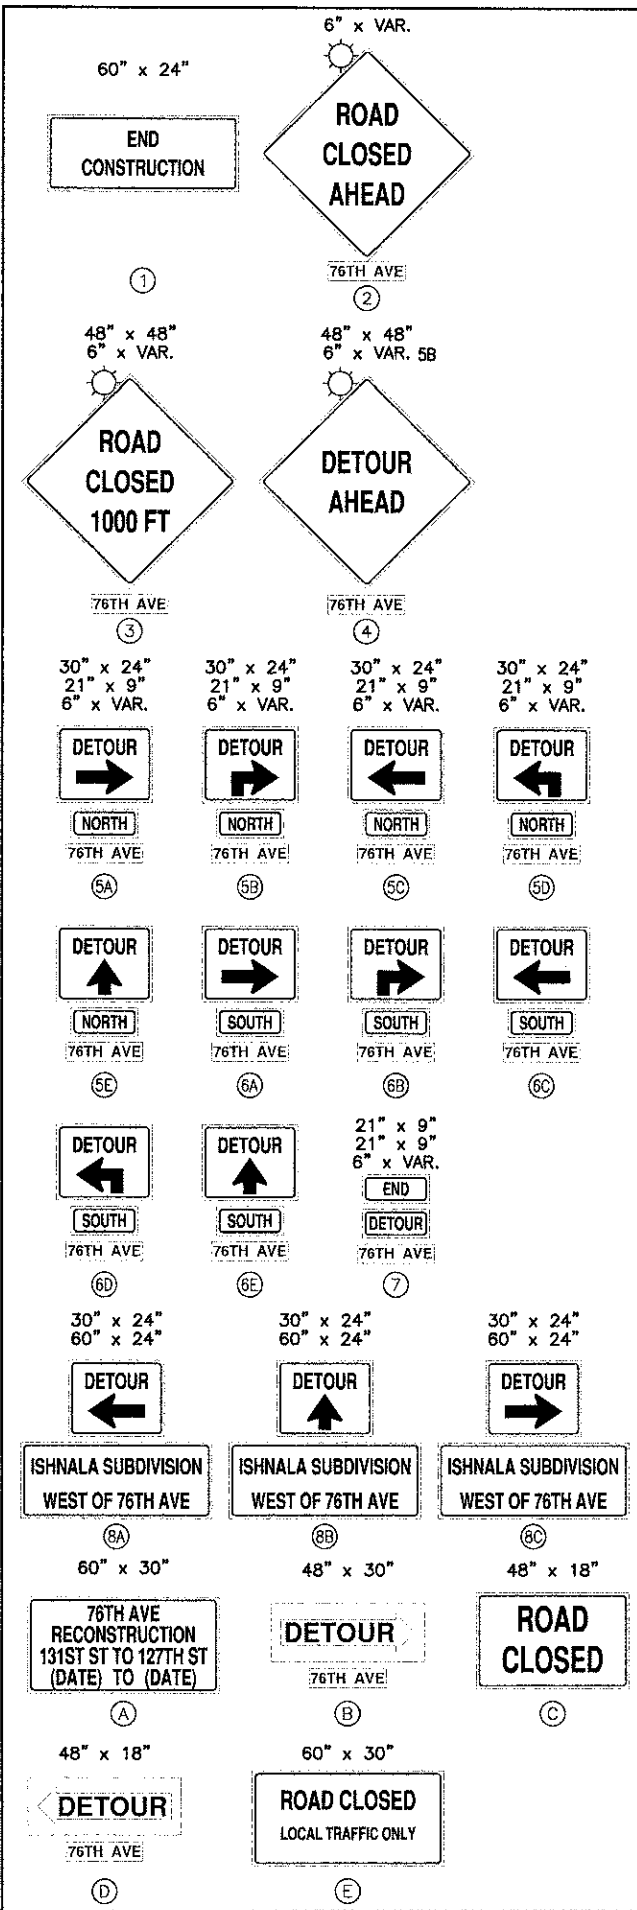 6" x VAR.
60" x 24"
END
CONSTRUCTION
1
ROAD
CLOSED
AHEAD
76TH AVE
2
48" x 48"
6" x VAR.
ROAD
CLOSED
1000 FT
76TH AVE
3
48" x 48"
6" x VAR. 5B
DETOUR
AHEAD
76TH AVE
4
30" x 24"
21" x 9"
6" x VAR.
DETOUR
NORTH
76TH AVE
5A
30" x 24"
21" x 9"
6" x VAR.
DETOUR
NORTH
76TH AVE
5B
30" x 24"
21" x 9"
6" x VAR.
DETOUR
NORTH
76TH AVE
5C
30" x 24"
21" x 9"
6" x VAR.
DETOUR
NORTH
76TH AVE
5D
DETOUR
NORTH
76TH AVE
5E
DETOUR
SOUTH
76TH AVE
6A
DETOUR
SOUTH
76TH AVE
6B
DETOUR
SOUTH
76TH AVE
6C
DETOUR
SOUTH
76TH AVE
6D
DETOUR
SOUTH
76TH AVE
6E
21" x 9"
21" x 9"
6" x VAR.
END
DETOUR
76TH AVE
7
30" x 24"
60" x 24"
DETOUR
ISHNALA SUBDIVISION
WEST OF 76TH AVE
8A
30" x 24"
60" x 24"
DETOUR
ISHNALA SUBDIVISION
WEST OF 76TH AVE
8B
30" x 24"
60" x 24"
DETOUR
ISHNALA SUBDIVISION
WEST OF 76TH AVE
8C
60" x 30"
76TH AVE
RECONSTRUCTION
131ST ST TO 127TH ST
(DATE) TO (DATE)
A
48" x 30"
DETOUR
76TH AVE
B
48" x 18"
ROAD
CLOSED
C
48" x 18"
DETOUR
76TH AVE
D
60" x 30"
ROAD CLOSED
LOCAL TRAFFIC ONLY
E